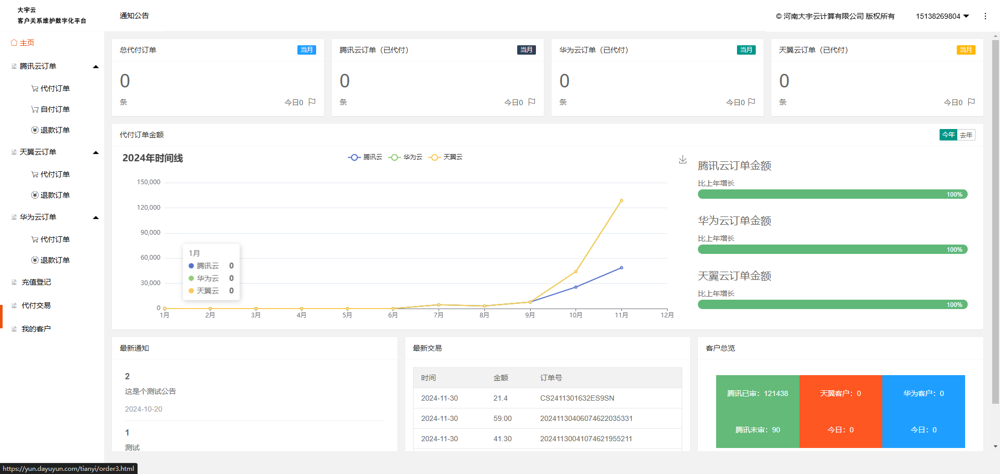 大宇云
客户关系维护数字化平台
通知公告
© 河南大宇云计算有限公司 版权所有
15138269804
主页
腾讯云订单
代付订单
自付订单
退款订单
天翼云订单
代付订单
退款订单
华为云订单
代付订单
退款订单
充值登记
代付交易
我的客户
总代付订单
当月
0
条
今日0
腾讯云订单（已代付）
当月
0
条
今日0
华为云订单（已代付）
当月
0
条
今日0
天翼云订单（已代付）
当月
0
条
今日0
代付订单金额
今年
去年
2024年时间线
腾讯云
华为云
天翼云
150,000
120,000
90,000
60,000
30,000
0
1月
腾讯云 0
华为云 0
天翼云 0
1月 2月 3月 4月 5月 6月 7月 8月 9月 10月 11月 12月
腾讯云订单金额
比上年增长
100%
华为云订单金额
比上年增长
100%
天翼云订单金额
比上年增长
100%
最新通知
2
这是个测试公告
2024-10-20
1
测试
最新交易
时间 金额 订单号
2024-11-30 21.4 CS2411301632ES9SN
2024-11-30 59.00 20241130406074622035331
2024-11-30 41.30 20241130041074621955211
客户总览
腾讯已审：121438
腾讯未审：90
天翼客户：0
今日：0
华为客户：0
今日：0
https://yun.dayuyun.com/tianyi/order3.html